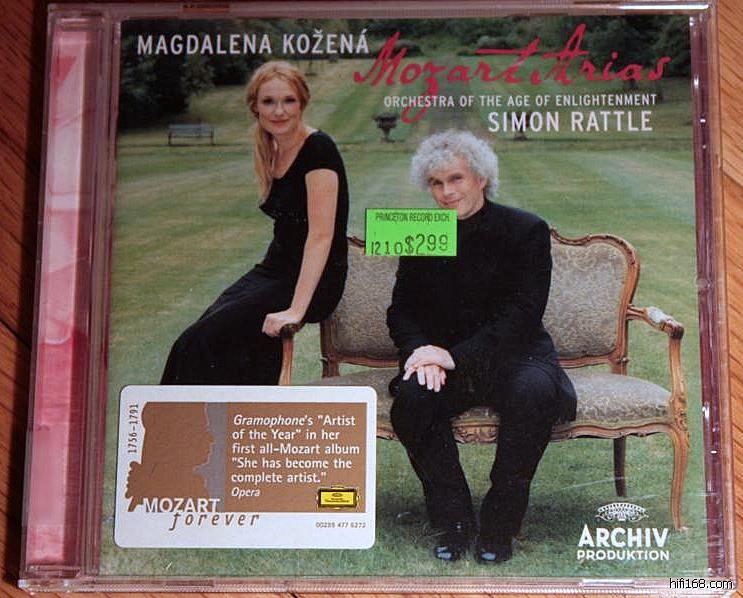 MAGDALENA KOŽENÁ
Mozart Arias
ORCHESTRA OF THE AGE OF ENLIGHTENMENT
SIMON RATTLE
PRINCETON RECORD EXCH.
1210 $2.99
1756–1791
Gramophone's "Artist
of the Year" in her
first all-Mozart album
"She has become the
complete artist."
Opera
MOZART
forever
00289 477 6272
ARCHIV
PRODUKTION
hifi168.com